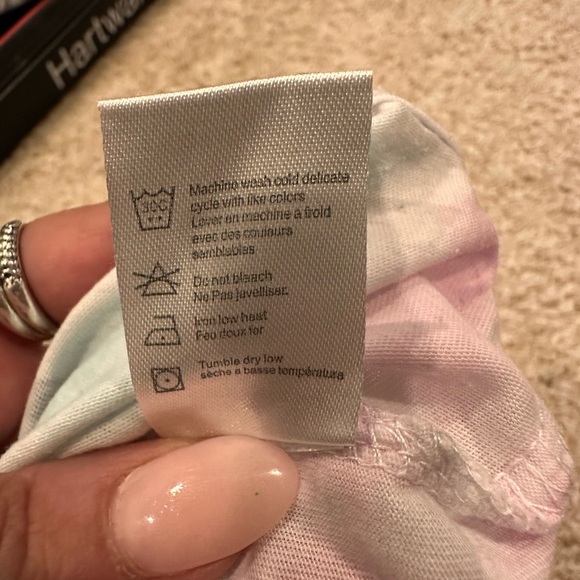 Hartwa
30C
Machine wash cold delicate
cycle with like colors
Laver en machine à froid
avec des couleurs
semblables
Do not bleach
Ne Pas javelliser.
Iron low heat
Feu doux fer
Tumble dry low
sèche a basse température